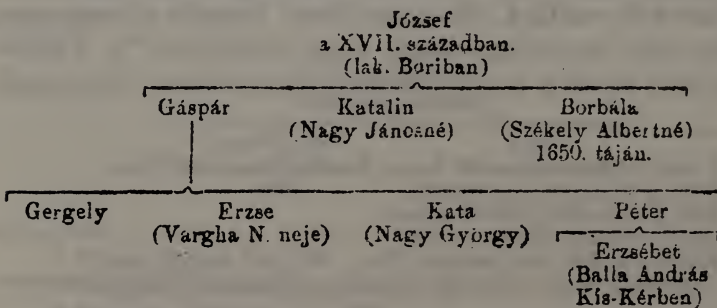 József
a XVII. században.
(lak. Boriban)
Gáspár Katalin Borbála
(Nagy Jánosné) (Székely Albertné)
1650. táján.
Gergely Erzse Kata Péter
(Vargha N. neje) (Nagy György)
Erzsébet
(Balla András
Kis-Kérben)